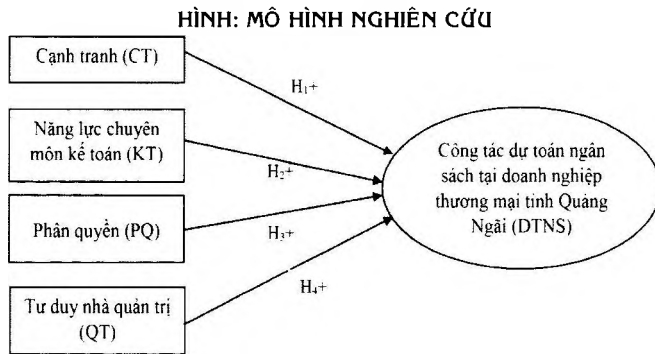 HÌNH: MÔ HÌNH NGHIÊN CỨU
Cạnh tranh (CT)
H₁+
Năng lực chuyên
môn kế toán (KT)
H₂+
Phân quyền (PQ)
H₃+
Tư duy nhà quản trị
(QT)
H₄+
Công tác dự toán ngân
sách tại doanh nghiệp
thương mại tỉnh Quảng
Ngãi (DTNS)